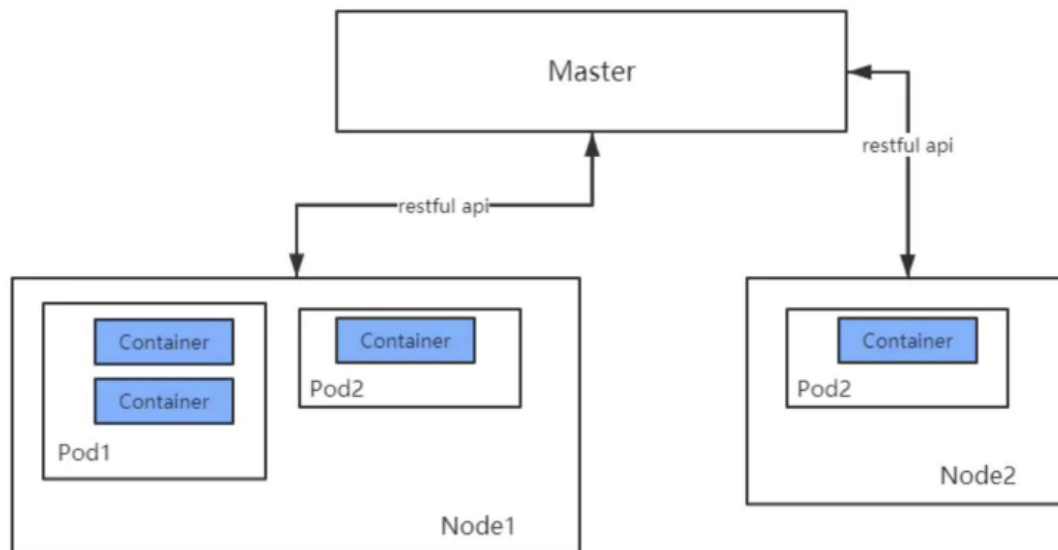 Master
restful api
restful api
Container
Container
Container
Pod2
Pod1
Node1
Container
Pod2
Node2